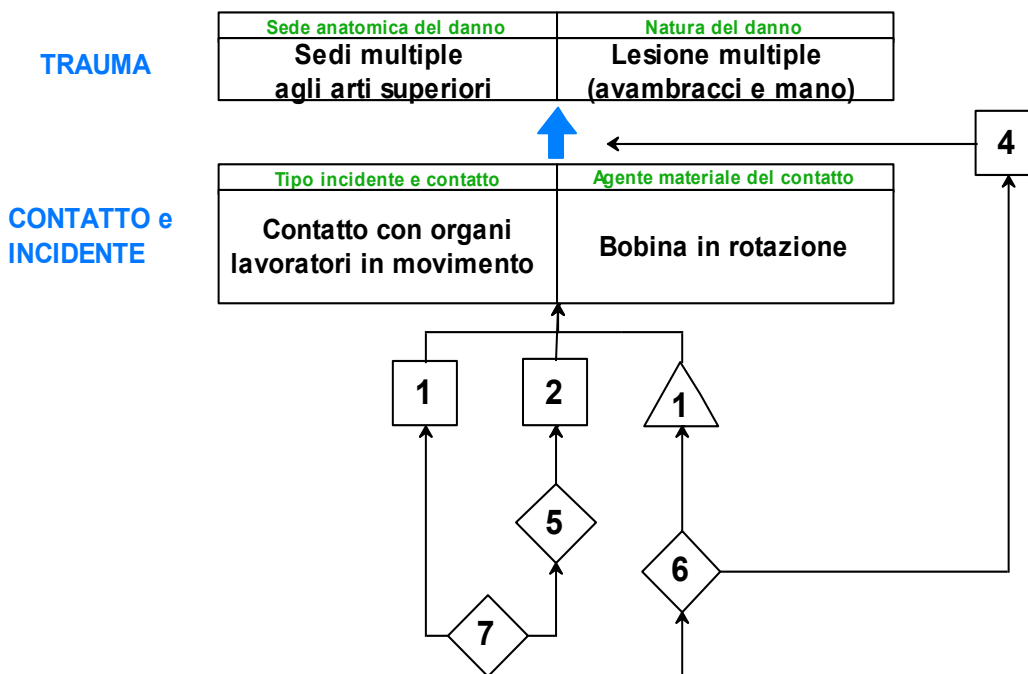 Sede anatomica del danno
Natura del danno
TRAUMA
Sedi multiple
agli arti superiori
Lesione multiple
(avambracci e mano)
4
Tipo incidente e contatto
Agente materiale del contatto
CONTATTO e
INCIDENTE
Contatto con organi
lavoratori in movimento
Bobina in rotazione
1
2
1
5
6
7